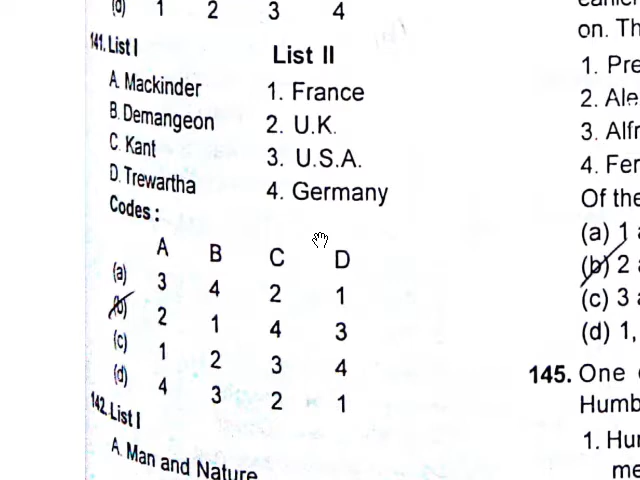 (d) 1 2 3 4
141. List I List II
A. Mackinder 1. France
B. Demangeon 2. U.K.
C. Kant 3. U.S.A.
D. Trewartha 4. Germany
Codes :
A B C D
(a) 3 4 2 1
(b) 2 1 4 3
(c) 1 2 3 4
(d) 4 3 2 1
142. List I
A. Man and Nature
on. Th
1. Pre
2. Ale
3. Alfr
4. Fer
Of the
(a) 1
(b) 2
(c) 3
(d) 1,
145. One
Humb
1. Hur
me